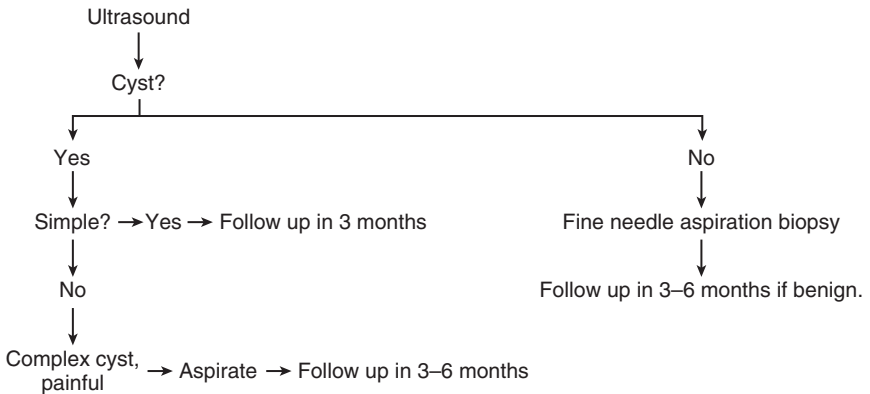 Ultrasound
Cyst?
Yes
No
Simple? Yes Follow up in 3 months
Fine needle aspiration biopsy
No
Follow up in 3–6 months if benign.
Complex cyst,
painful
Aspirate Follow up in 3–6 months